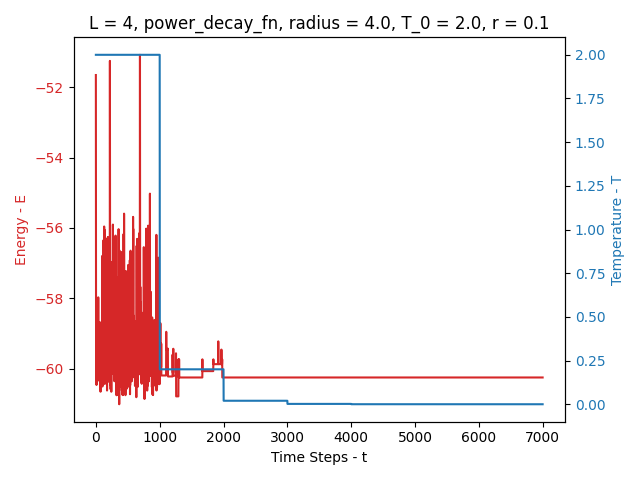 L = 4, power_decay_fn, radius = 4.0, T_0 = 2.0, r = 0.1
Energy - E
−52
−54
−56
−58
−60
2.00
1.75
1.50
1.25
1.00
0.75
0.50
0.25
0.00
Temperature - T
0 1000 2000 3000 4000 5000 6000 7000
Time Steps - t